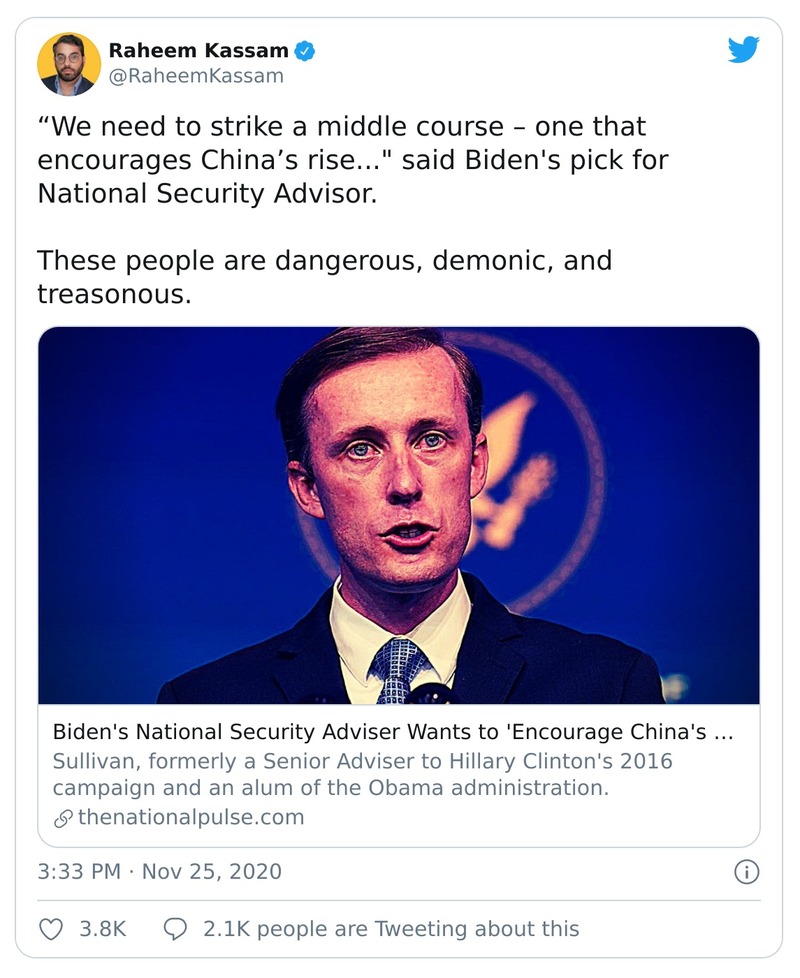 Raheem Kassam
@RaheemKassam
“We need to strike a middle course – one that
encourages China’s rise..." said Biden's pick for
National Security Advisor.
These people are dangerous, demonic, and
treasonous.
Biden's National Security Adviser Wants to 'Encourage China's ...
Sullivan, formerly a Senior Adviser to Hillary Clinton's 2016
campaign and an alum of the Obama administration.
thenationalpulse.com
3:33 PM · Nov 25, 2020
3.8K 2.1K people are Tweeting about this